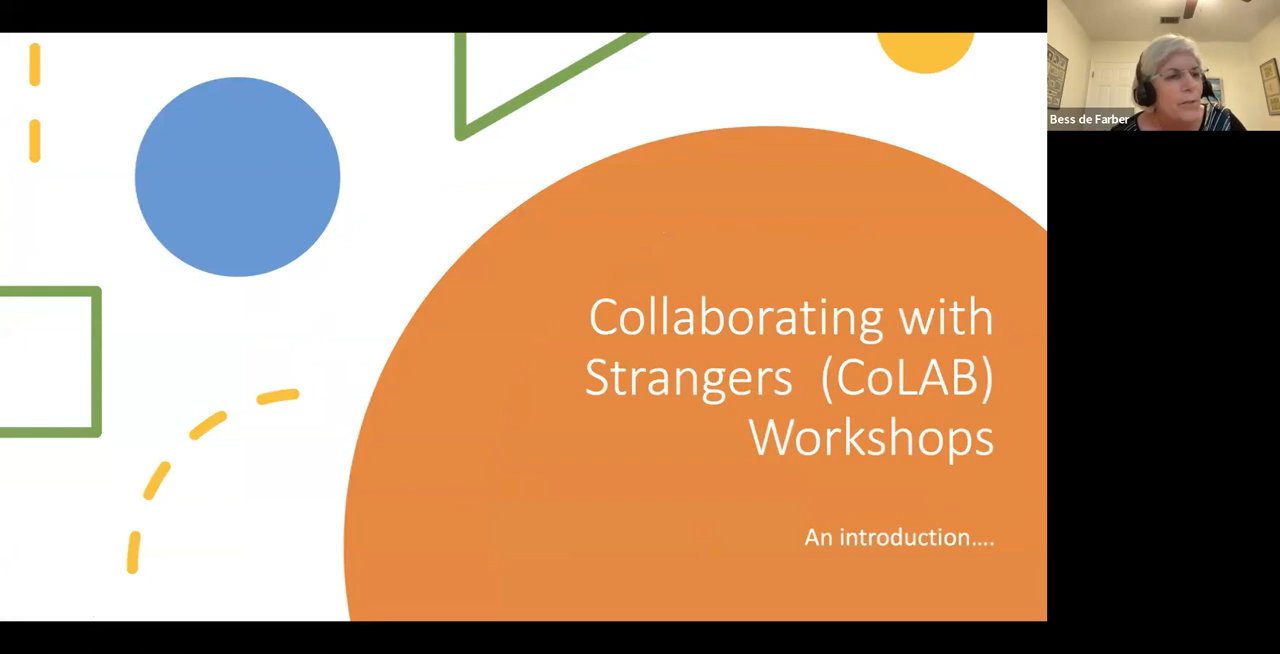 Collaborating with
Strangers (CoLAB)
Workshops
An introduction....
Bess de Farber